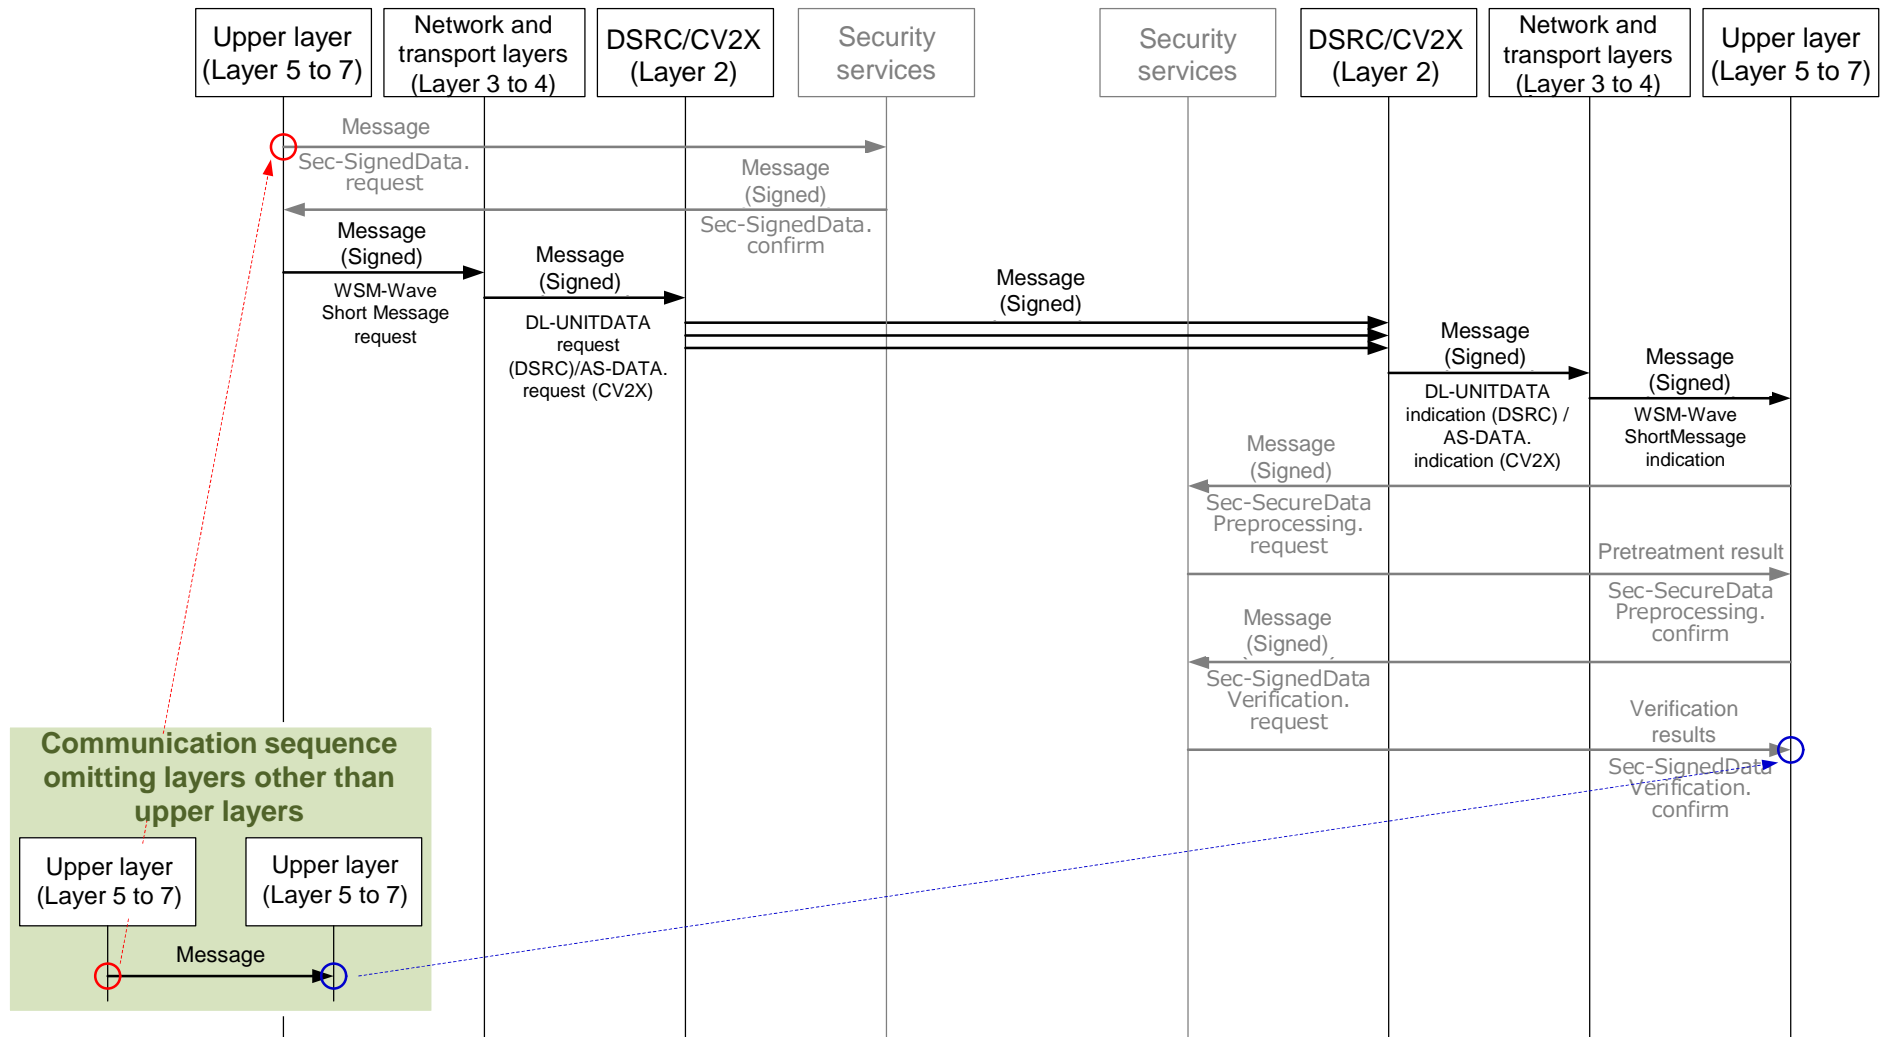 Upper layer
(Layer 5 to 7)
Network and
transport layers
(Layer 3 to 4)
DSRC/CV2X
(Layer 2)
Security
services
Security
services
DSRC/CV2X
(Layer 2)
Network and
transport layers
(Layer 3 to 4)
Upper layer
(Layer 5 to 7)
Message
Sec-SignedData.
request
Message
(Signed)
Sec-SignedData.
confirm
Message
(Signed)
WSM-Wave
Short Message
request
Message
(Signed)
DL-UNITDATA
request
(DSRC)/AS-DATA.
request (CV2X)
Message
(Signed)
Message
(Signed)
DL-UNITDATA
indication (DSRC) /
AS-DATA.
indication (CV2X)
Message
(Signed)
WSM-Wave
ShortMessage
indication
Message
(Signed)
Sec-SecureData
Preprocessing.
request
Pretreatment result
Sec-SecureData
Preprocessing.
confirm
Message
(Signed)
Sec-SignedData
Verification.
request
Verification
results
Sec-SignedData
Verification.
confirm
Communication sequence
omitting layers other than
upper layers
Upper layer
(Layer 5 to 7)
Upper layer
(Layer 5 to 7)
Message